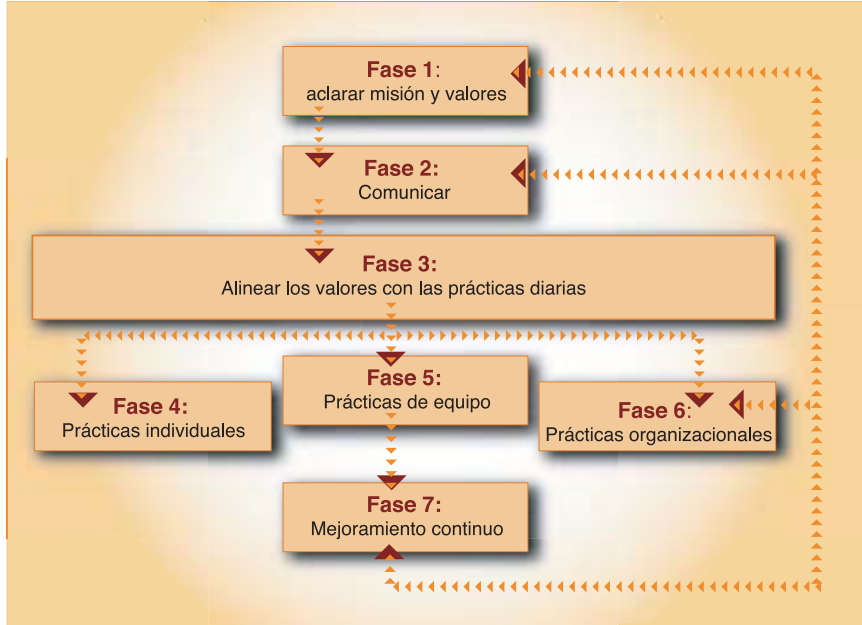 Fase 1:
aclarar misión y valores
Fase 2:
Comunicar
Fase 3:
Alinear los valores con las prácticas diarias
Fase 4:
Prácticas individuales
Fase 5:
Prácticas de equipo
Fase 6:
Prácticas organizacionales
Fase 7:
Mejoramiento continuo